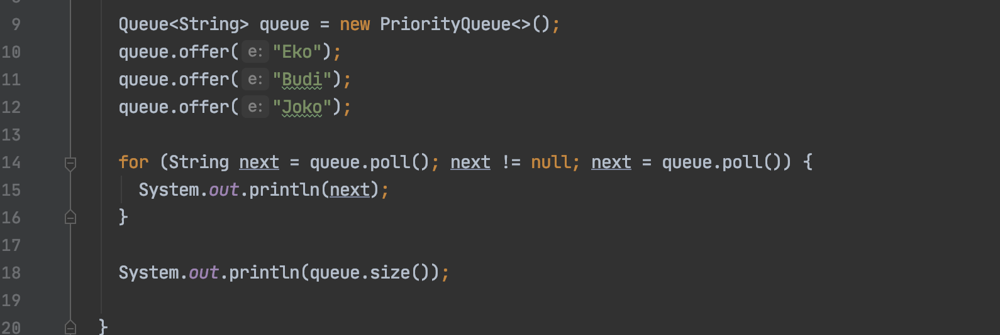 9 Queue<String> queue = new PriorityQueue<>();
10 queue.offer( e: "Eko");
11 queue.offer( e: "Budi");
12 queue.offer( e: "Joko");
13
14 for (String next = queue.poll(); next != null; next = queue.poll()) {
15 System.out.println(next);
16 }
17
18 System.out.println(queue.size());
19
20 }